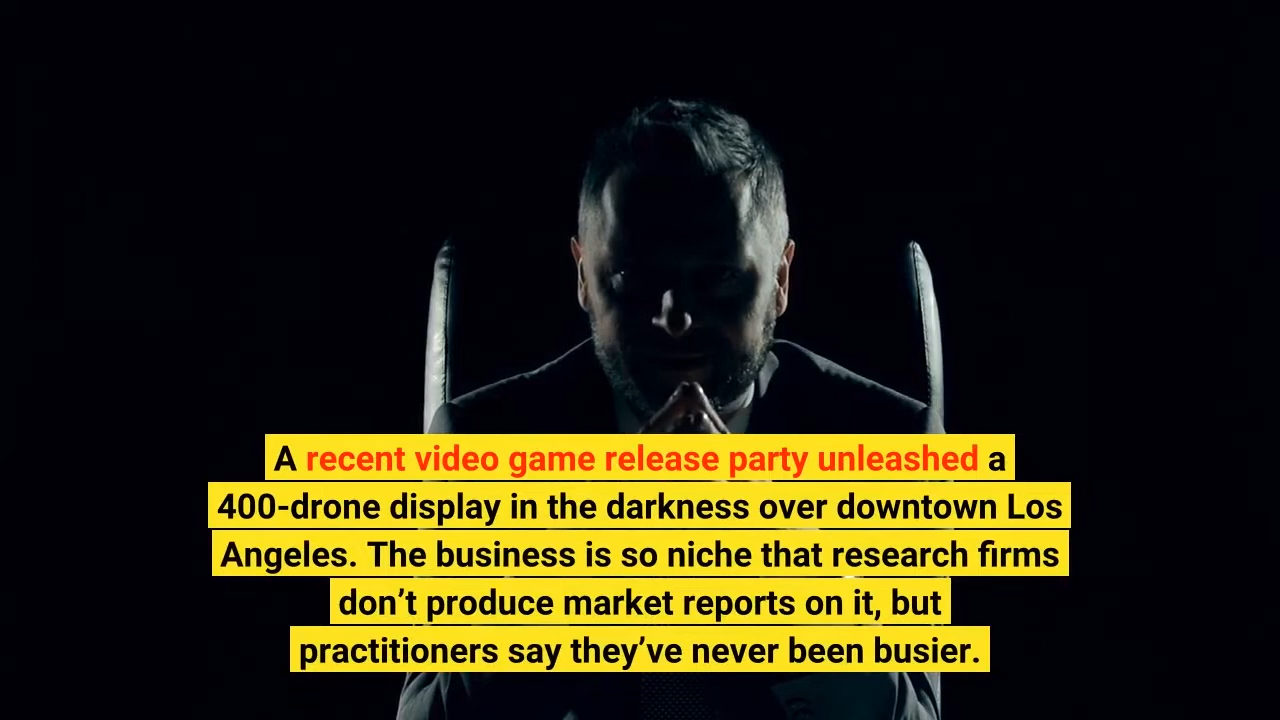 A recent video game release party unleashed a
400-drone display in the darkness over downtown Los
Angeles. The business is so niche that research firms
don’t produce market reports on it, but
practitioners say they’ve never been busier.